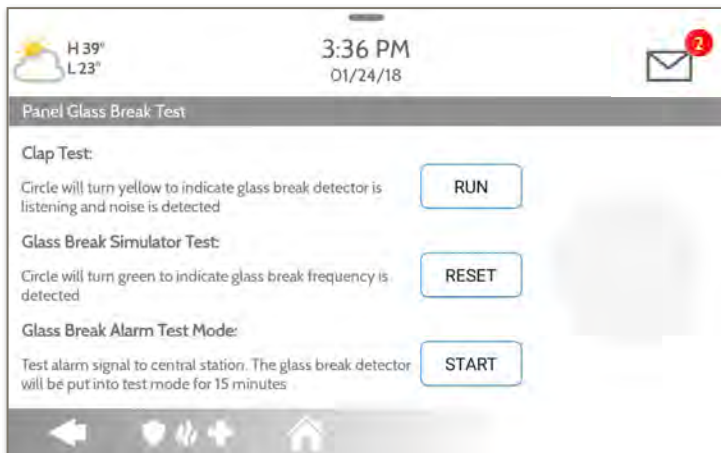 H 39°
L 23°
3:36 PM
01/24/18
2
Panel Glass Break Test
Clap Test:
Circle will turn yellow to indicate glass break detector is
listening and noise is detected
RUN
Glass Break Simulator Test:
Circle will turn green to indicate glass break frequency is
detected
RESET
Glass Break Alarm Test Mode:
Test alarm signal to central station. The glass break detector
will be put into test mode for 15 minutes
START